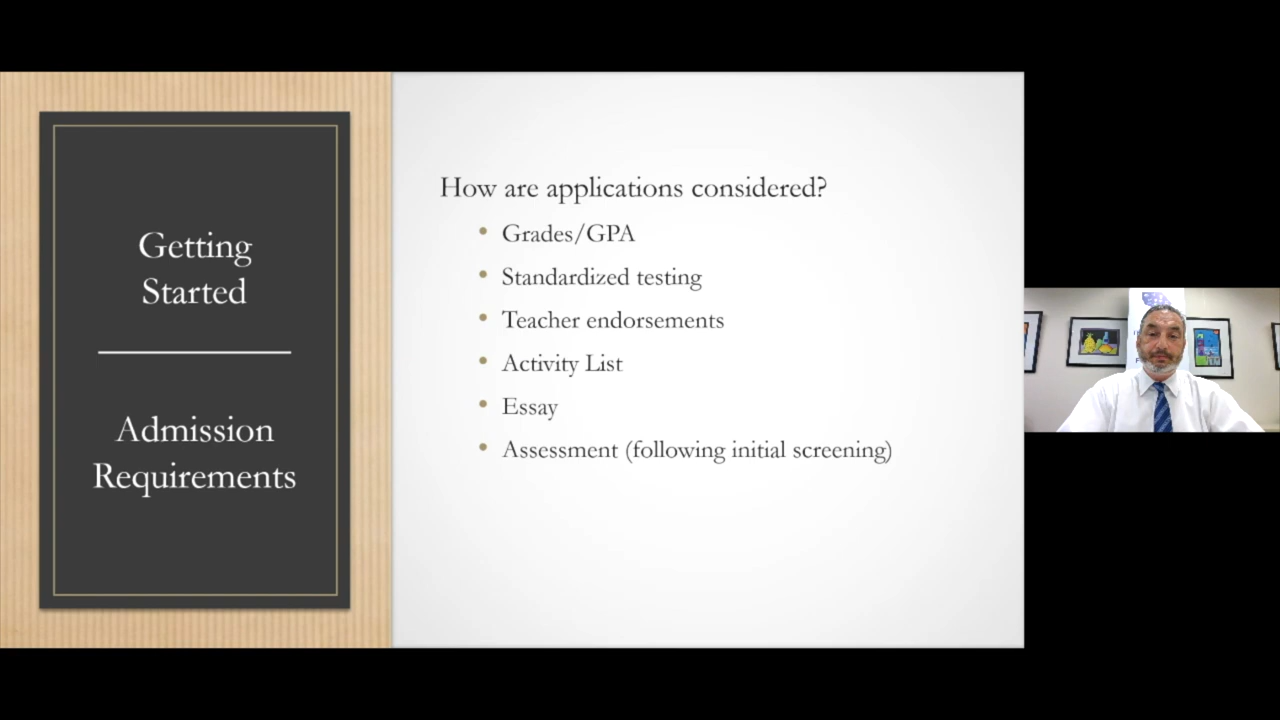 Getting
Started
Admission
Requirements
How are applications considered?
• Grades/GPA
• Standardized testing
• Teacher endorsements
• Activity List
• Essay
• Assessment (following initial screening)